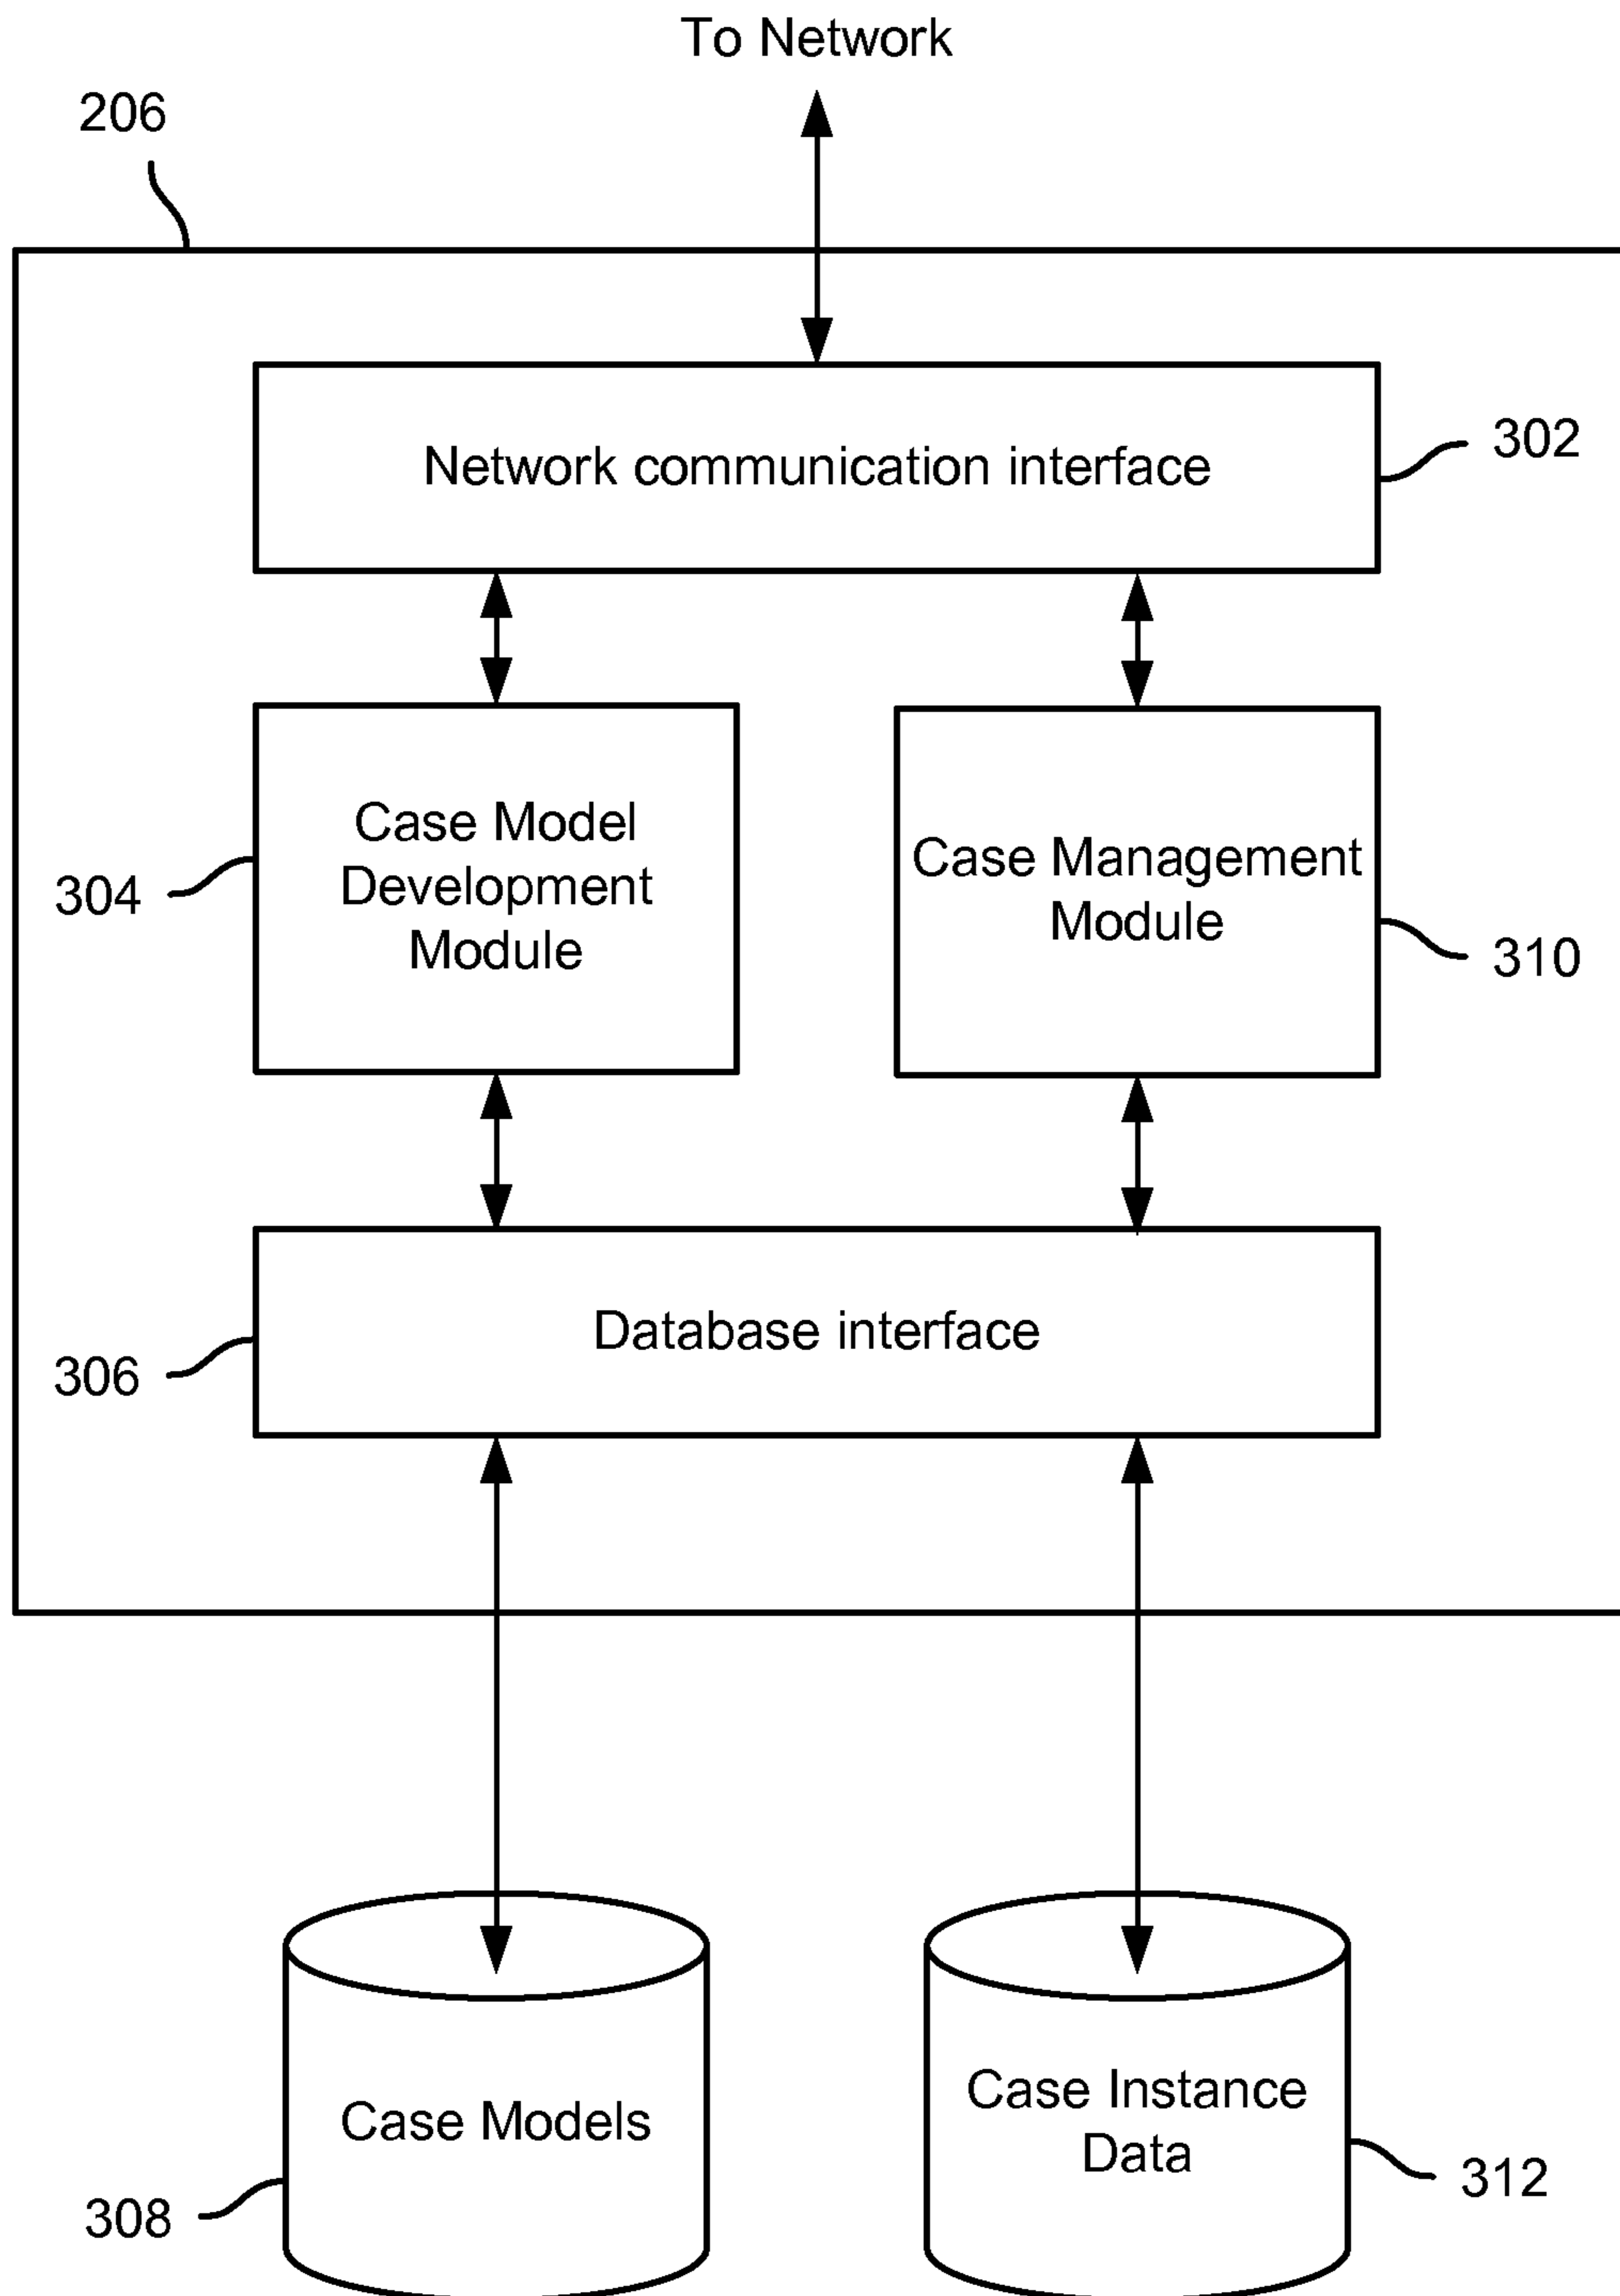 To Network
206
Network communication interface
302
Case Model
Development
Module
304
Case Management
Module
310
Database interface
306
Case Models
308
Case Instance
Data
312